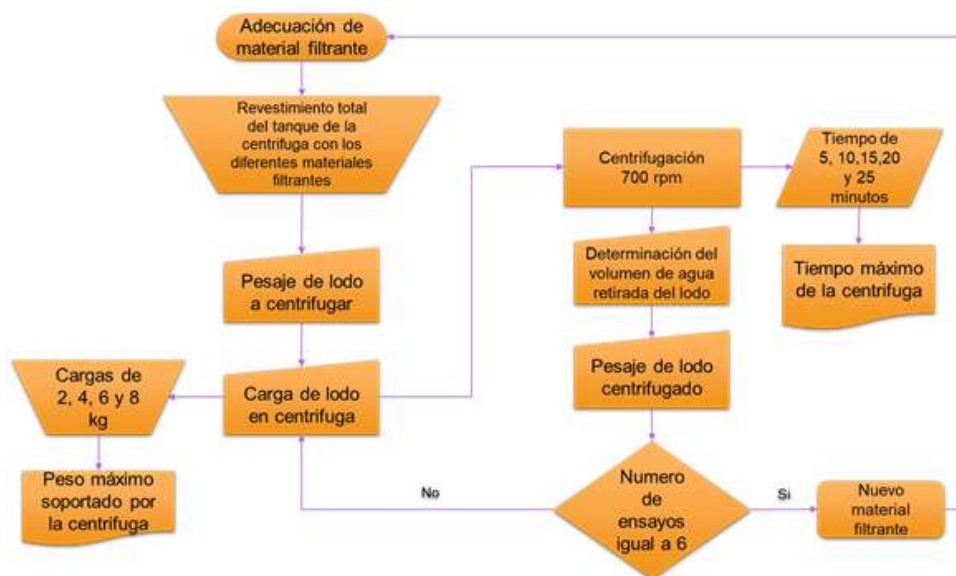 Adecuación de
material filtrante
Revestimiento total
del tanque de la
centrifuga con los
diferentes materiales
filtrantes
Pesaje de lodo
a centrifugar
Carga de lodo
en centrifuga
Cargas de
2, 4, 6 y 8
kg
Peso máximo
soportado por
la centrifuga
Centrifugación
700 rpm
Tiempo de
5, 10,15,20
y 25
minutos
Tiempo máximo
de la centrifuga
Determinación del
volumen de agua
retirada del lodo
Pesaje de lodo
centrifugado
Numero
de
ensayos
igual a 6
No
Si
Nuevo
material
filtrante